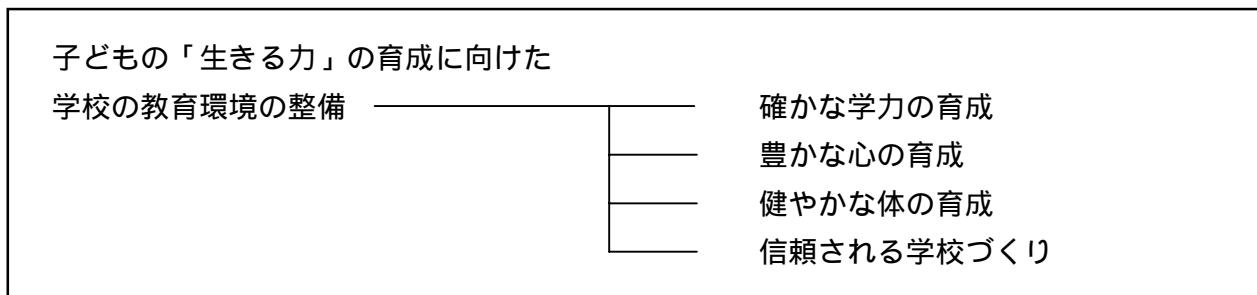 子どもの「生きる力」の育成に向けた
学校の教育環境の整備 確かな学力の育成
豊かな心の育成
健やかな体の育成
信頼される学校づくり